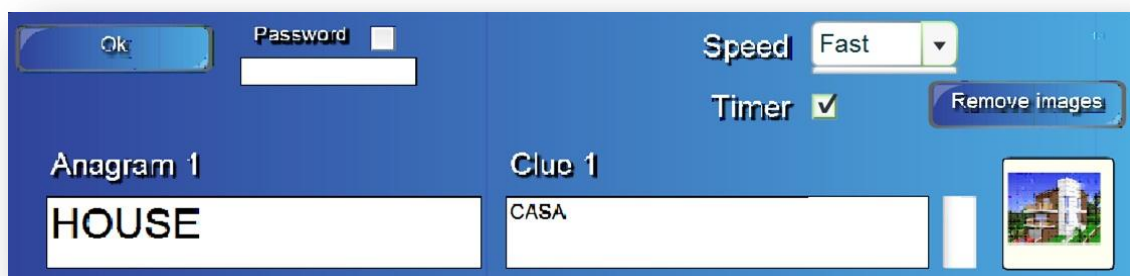 Ok
Password
Speed Fast
Timer
Remove images
Anagram 1
Clue 1
HOUSE
CASA